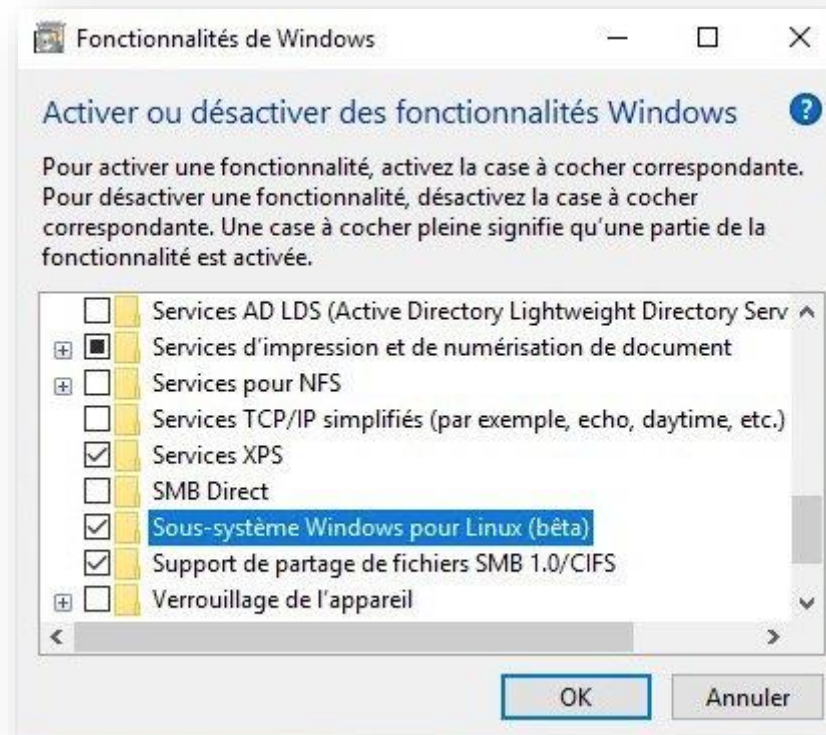 Fonctionnalités de Windows
Activer ou désactiver des fonctionnalités Windows
Pour activer une fonctionnalité, activez la case à cocher correspondante.
Pour désactiver une fonctionnalité, désactivez la case à cocher
correspondante. Une case à cocher pleine signifie qu'une partie de la
fonctionnalité est activée.
Services AD LDS (Active Directory Lightweight Directory Serv
Services d'impression et de numérisation de document
Services pour NFS
Services TCP/IP simplifiés (par exemple, echo, daytime, etc.)
Services XPS
SMB Direct
Sous-système Windows pour Linux (bêta)
Support de partage de fichiers SMB 1.0/CIFS
Verrouillage de l'appareil
OK
Annuler